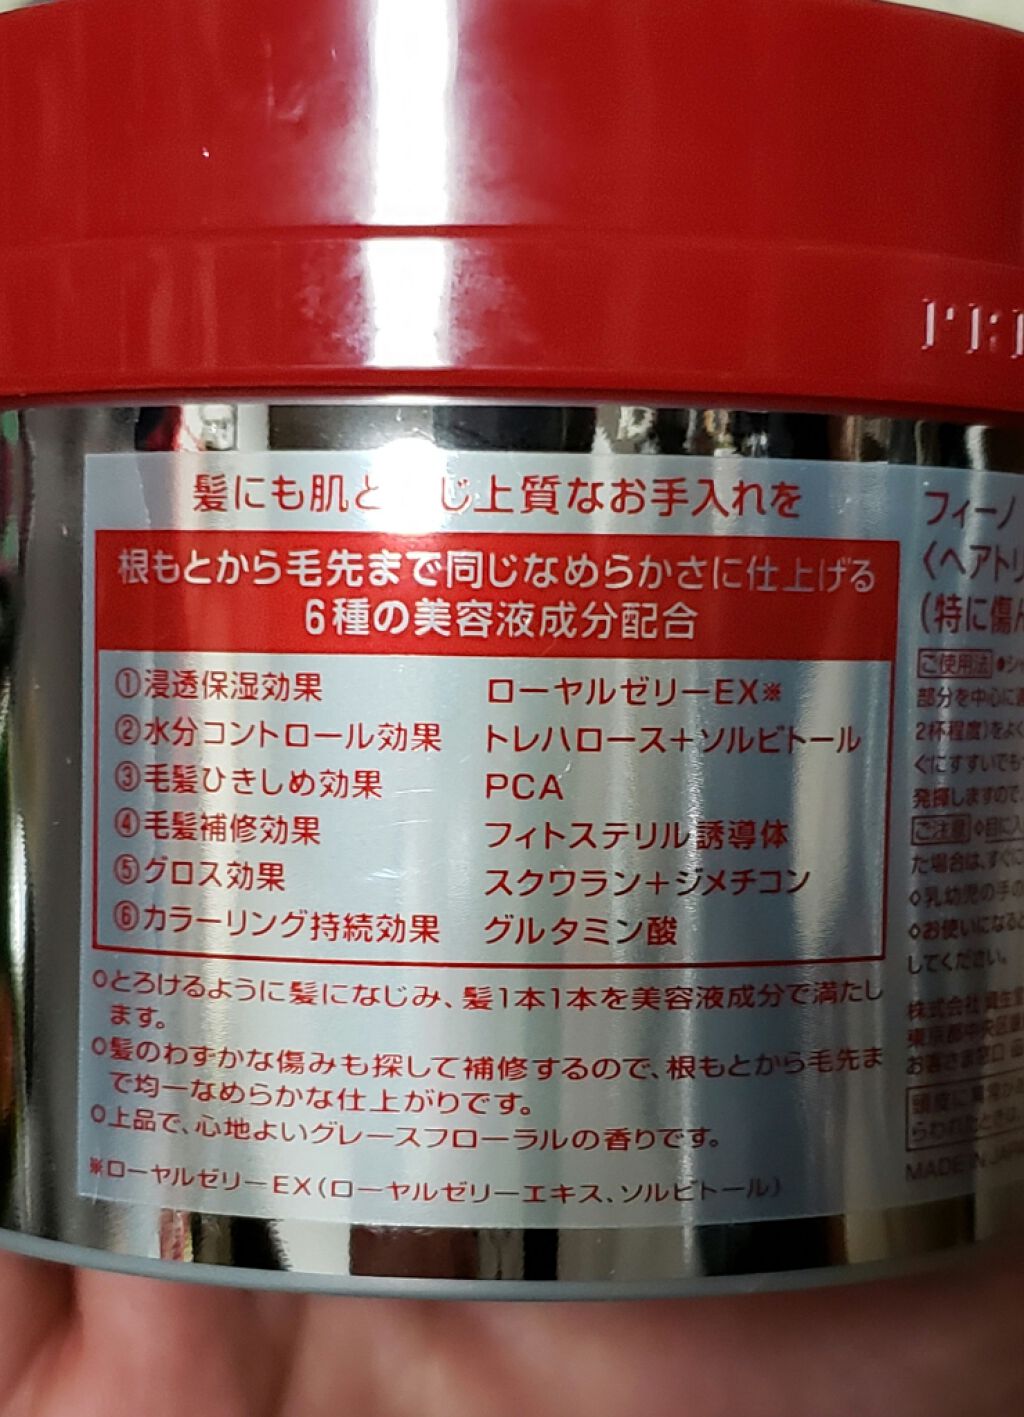 髪にも肌と じ上質なお手入れを
根もとから毛先まで同じなめらかさに仕上げる
6種の美容液成分配合
①浸透保湿効果 ローヤルゼリーEX※
②水分コントロール効果 トレハロース+ソルビトール
③毛髪ひきしめ効果 PCA
④毛髪補修効果 フィトステリル誘導体
⑤グロス効果 スクワラン+ジメチコン
⑥カラーリング持続効果 グルタミン酸
○とろけるように髪になじみ、髪1本1本を美容液成分で満たし
ます。
○髪のわずかな傷みも探して補修するので、根もとから毛先ま
で均一なめらかな仕上がりです。
○上品で、心地よいグレースフローラルの香りです。
※ローヤルゼリーEX(ローヤルゼリーエキス、ソルビトール)
フィーノ
〈ヘアトリ
(特に傷ん
ご使用法 ●シャ
部分を中心に
2杯程度)をよく
ぐにすすいでも
発揮しますので、
ご注意 ◇目に入
た場合は、すぐに
◇乳幼児の手の
◇お使いになると
してください。
株式会社 資生堂
東京都中央区
お客さま窓口
MADE IN JAPA